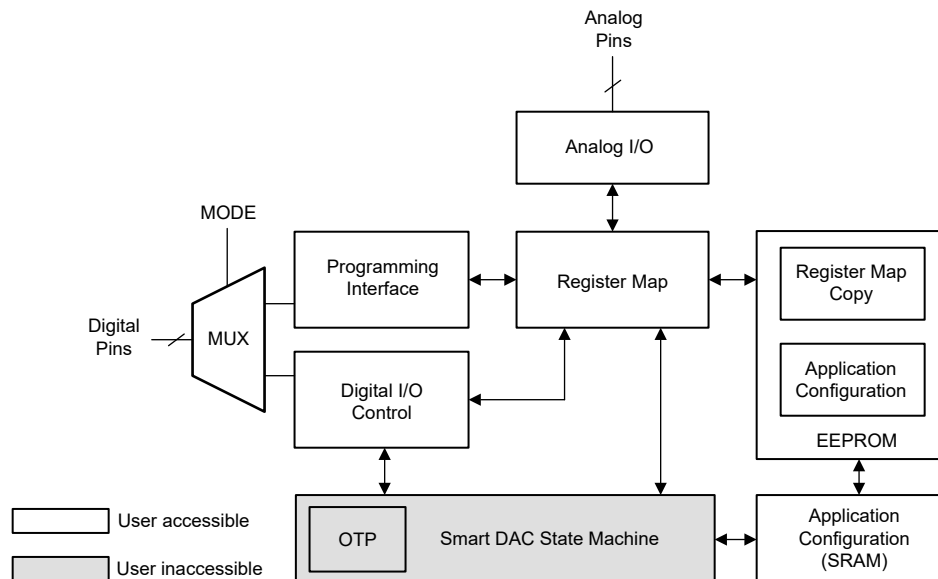 Analog
Pins
Analog I/O
MODE
Programming
Interface
Register Map
Register Map
Copy
Digital
Pins
MUX
Application
Configuration
Digital I/O
Control
EEPROM
User accessible
OTP
Smart DAC State Machine
Application
Configuration
(SRAM)
User inaccessible